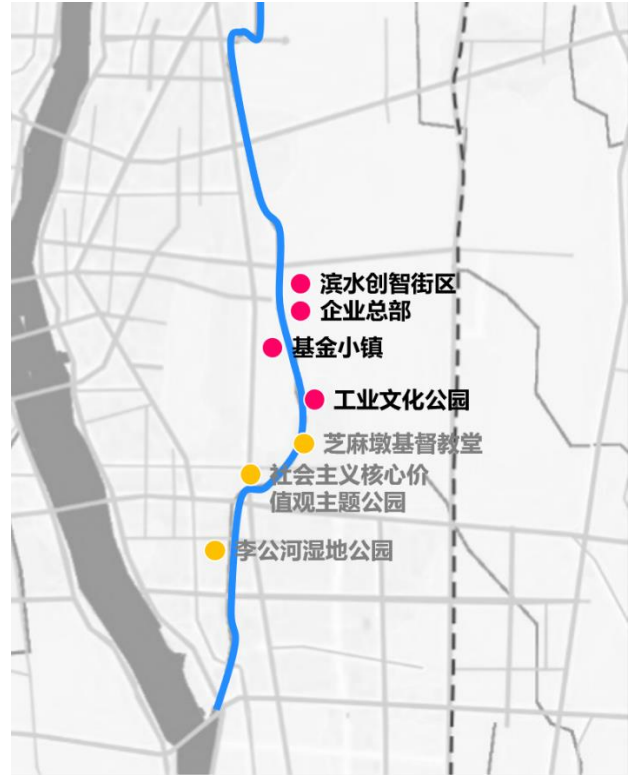 滨水创智街区
企业总部
基金小镇
工业文化公园
芝麻墩基督教堂
社会主义核心价
值观主题公园
李公河湿地公园